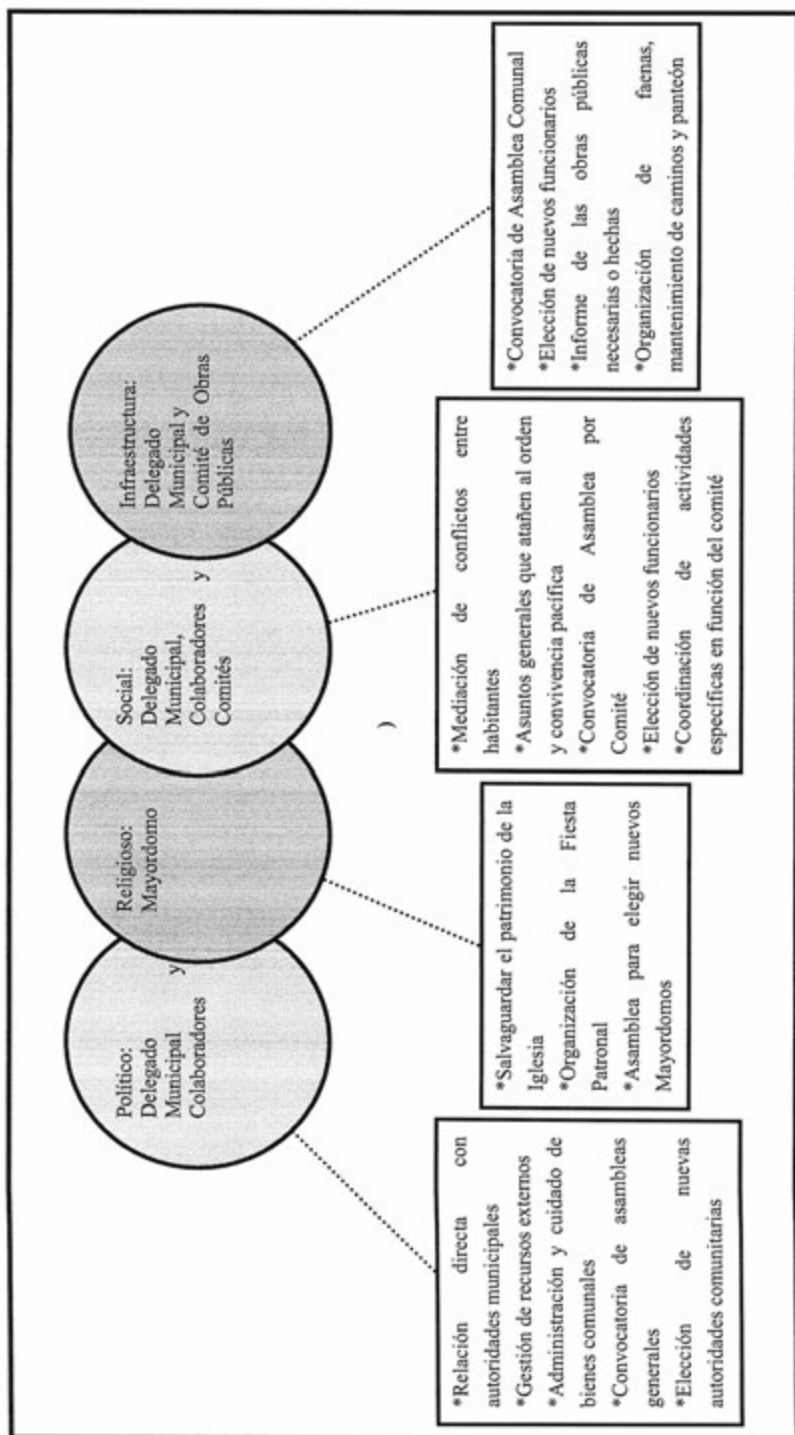 Político:
Delegado
Municipal y
Colaboradores
Religioso:
Mayordomo
Social:
Delegado
Municipal,
Colaboradores y
Comités
Infraestructura:
Delegado
Municipal y
Comité de Obras
Públicas
)
*Relación directa con
autoridades municipales
*Gestión de recursos externos
*Administración y cuidado de
bienes comunales
*Convocatoria de asambleas
generales
*Elección de nuevas
autoridades comunitarias
*Salvaguardar el patrimonio de la
Iglesia
*Organización de la Fiesta
Patronal
*Asamblea para elegir nuevos
Mayordomos
*Mediación de conflictos entre
habitantes
*Asuntos generales que atañen al orden
y convivencia pacífica
*Convocatoria de Asamblea por
Comité
*Elección de nuevos funcionarios
*Coordinación de actividades
específicas en función del comité
*Convocatoria de Asamblea Comunal
*Elección de nuevos funcionarios
*Informe de las obras públicas
necesarias o hechas
*Organización de faenas,
mantenimiento de caminos y panteón